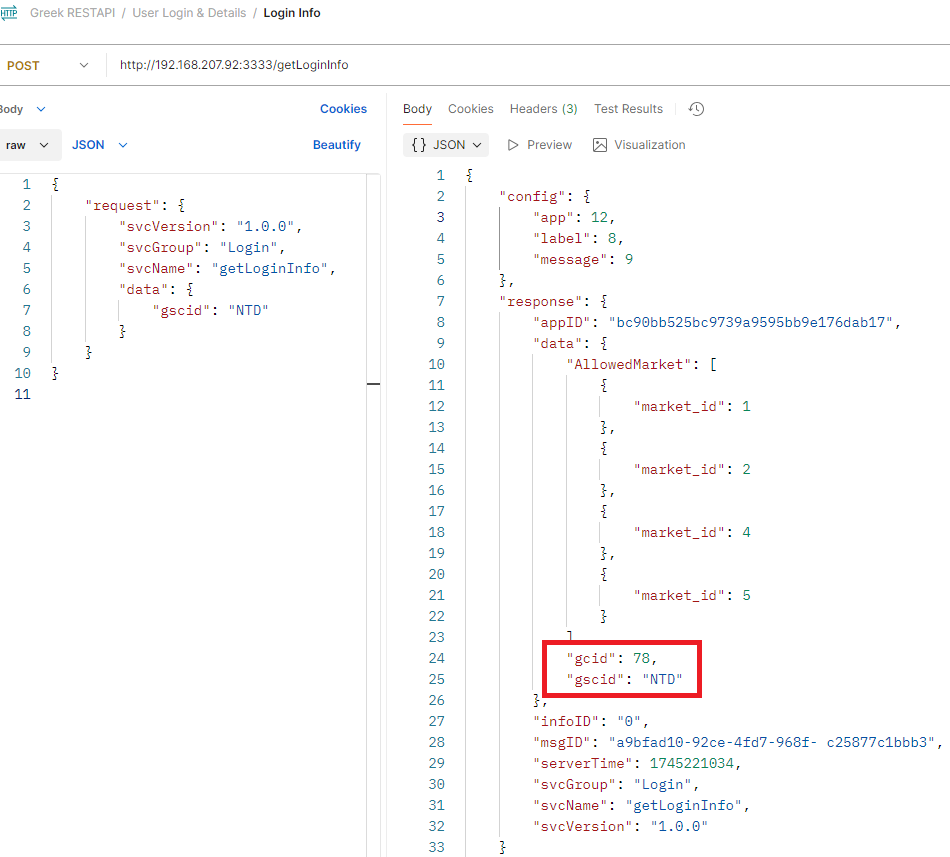 HTTP Greek RESTAPI / User Login & Details / Login Info
POST http://192.168.207.92:3333/getLoginInfo
Body Cookies
raw JSON Beautify
1 {
2 "request": {
3 "svcVersion": "1.0.0",
4 "svcGroup": "Login",
5 "svcName": "getLoginInfo",
6 "data": {
7 "gscid": "NTD"
8 }
9 }
10 }
11
Body Cookies Headers (3) Test Results
{} JSON Preview Visualization
1 {
2 "config": {
3 "app": 12,
4 "label": 8,
5 "message": 9
6 },
7 "response": {
8 "appID": "bc90bb525bc9739a9595bb9e176dab17",
9 "data": {
10 "AllowedMarket": [
11 {
12 "market_id": 1
13 },
14 {
15 "market_id": 2
16 },
17 {
18 "market_id": 4
19 },
20 {
21 "market_id": 5
22 }
23 ]
24 "gcid": 78,
25 "gscid": "NTD"
26 },
27 "infoID": "0",
28 "msgID": "a9bfad10-92ce-4fd7-968f- c25877c1bbb3",
29 "serverTime": 1745221034,
30 "svcGroup": "Login",
31 "svcName": "getLoginInfo",
32 "svcVersion": "1.0.0"
33 }